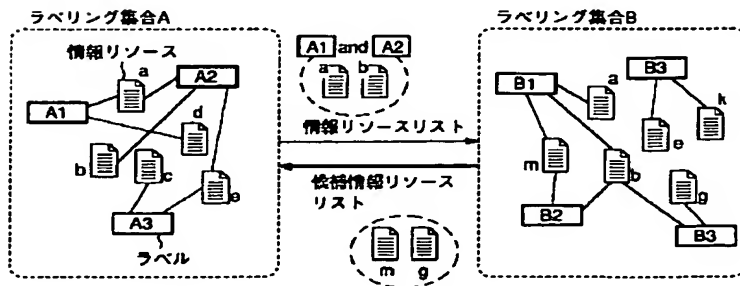 ラベリング集合A
情報リソース
a
A2
A1
d
b
c
e
A3
ラベル
A1 and A2
a b
情報リソースリスト
候補情報リソース
リスト
m g
ラベリング集合B
B1
a
B3
k
e
m
b
g
B2
B3